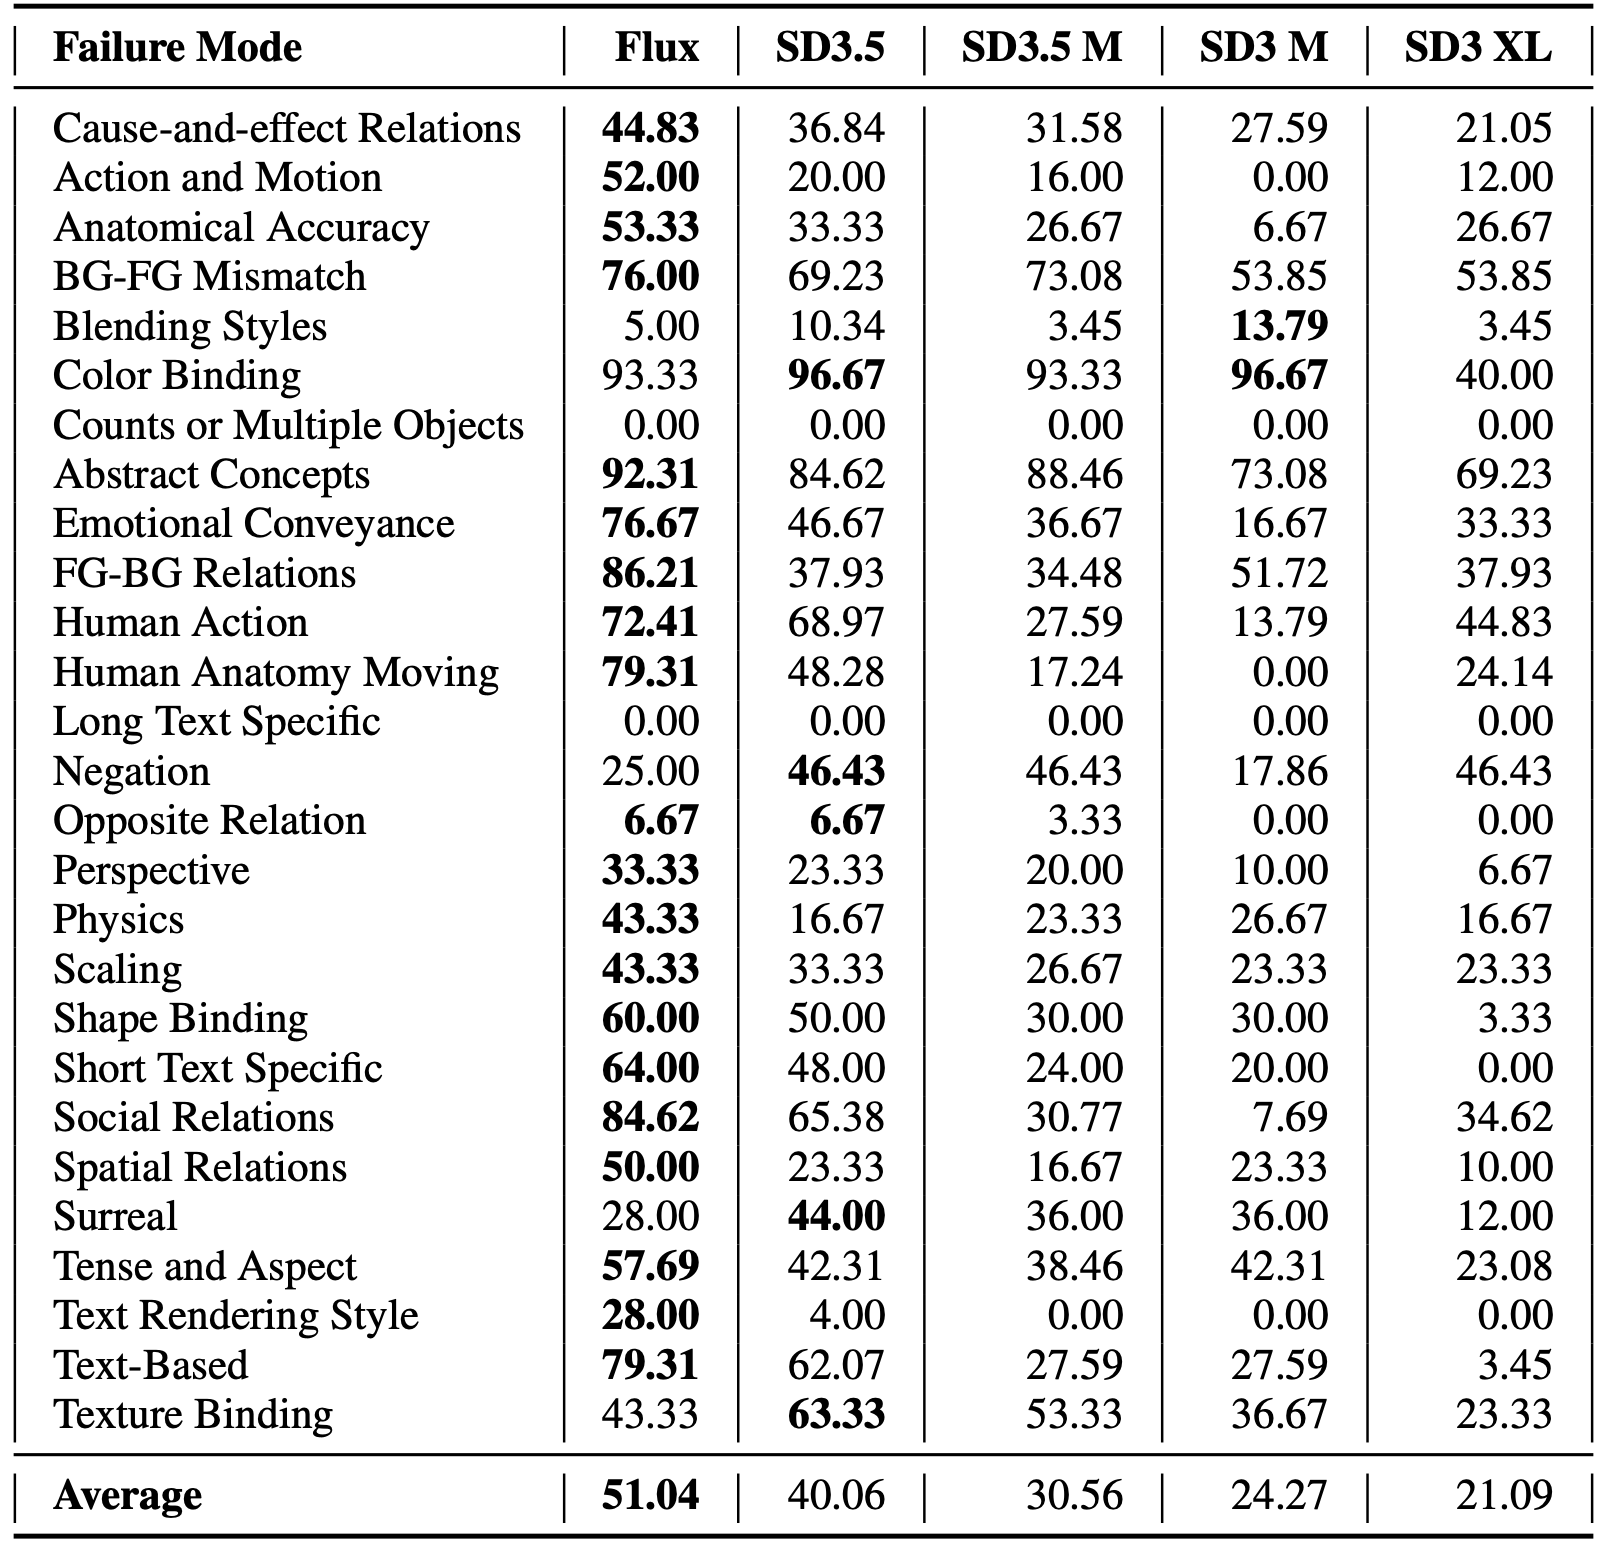 Failure Mode Flux SD3.5 SD3.5 M SD3 M SD3 XL
Cause-and-effect Relations 44.83 36.84 31.58 27.59 21.05
Action and Motion 52.00 20.00 16.00 0.00 12.00
Anatomical Accuracy 53.33 33.33 26.67 6.67 26.67
BG-FG Mismatch 76.00 69.23 73.08 53.85 53.85
Blending Styles 5.00 10.34 3.45 13.79 3.45
Color Binding 93.33 96.67 93.33 96.67 40.00
Counts or Multiple Objects 0.00 0.00 0.00 0.00 0.00
Abstract Concepts 92.31 84.62 88.46 73.08 69.23
Emotional Conveyance 76.67 46.67 36.67 16.67 33.33
FG-BG Relations 86.21 37.93 34.48 51.72 37.93
Human Action 72.41 68.97 27.59 13.79 44.83
Human Anatomy Moving 79.31 48.28 17.24 0.00 24.14
Long Text Specific 0.00 0.00 0.00 0.00 0.00
Negation 25.00 46.43 46.43 17.86 46.43
Opposite Relation 6.67 6.67 3.33 0.00 0.00
Perspective 33.33 23.33 20.00 10.00 6.67
Physics 43.33 16.67 23.33 26.67 16.67
Scaling 43.33 33.33 26.67 23.33 23.33
Shape Binding 60.00 50.00 30.00 30.00 3.33
Short Text Specific 64.00 48.00 24.00 20.00 0.00
Social Relations 84.62 65.38 30.77 7.69 34.62
Spatial Relations 50.00 23.33 16.67 23.33 10.00
Surreal 28.00 44.00 36.00 36.00 12.00
Tense and Aspect 57.69 42.31 38.46 42.31 23.08
Text Rendering Style 28.00 4.00 0.00 0.00 0.00
Text-Based 79.31 62.07 27.59 27.59 3.45
Texture Binding 43.33 63.33 53.33 36.67 23.33
Average 51.04 40.06 30.56 24.27 21.09